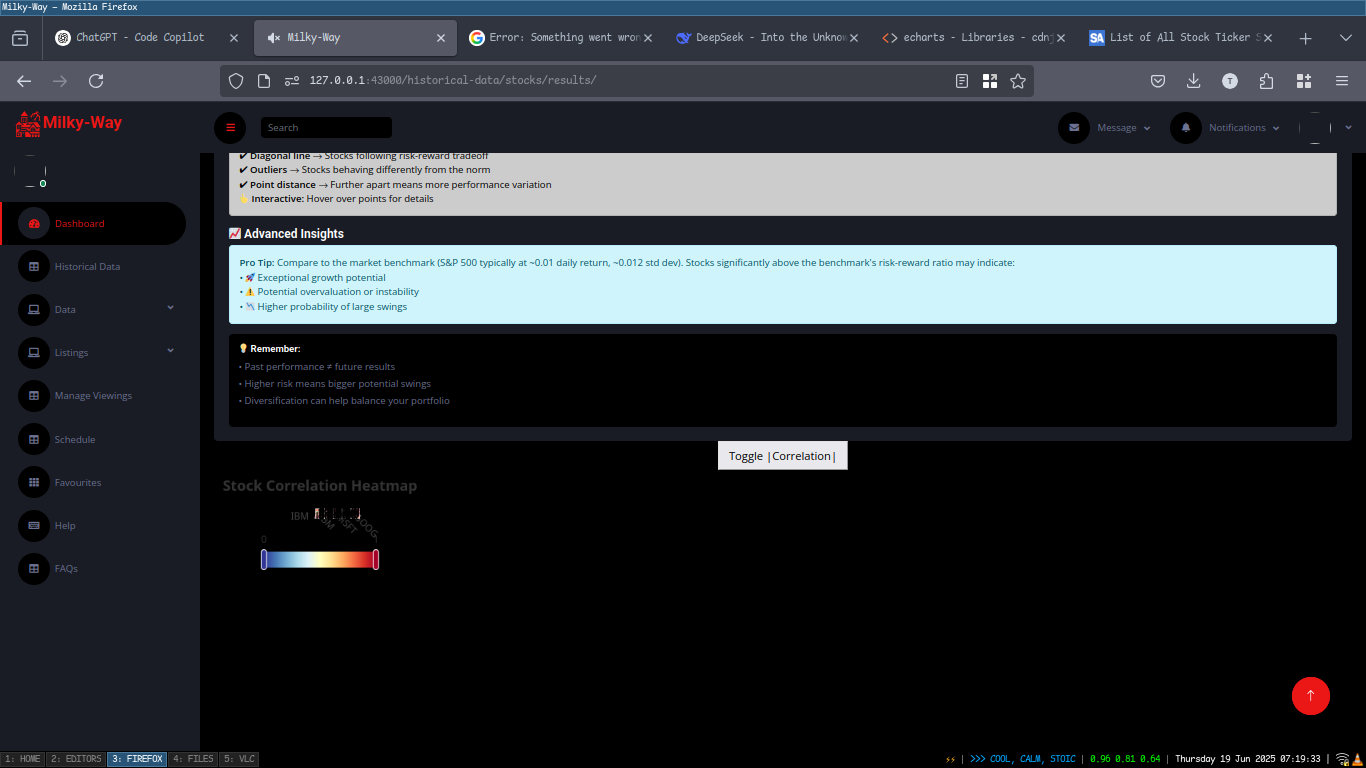 Milky-Way — Mozilla Firefox
ChatGPT - Code Copilot
Milky-Way
Error: Something went wron
DeepSeek - Into the Unknow
echarts - Libraries - cdnj
List of All Stock Ticker S
127.0.0.1:43000/historical-data/stocks/results/
T
Milky-Way
Search
Message
Notifications
Dashboard
Historical Data
Data
Listings
Manage Viewings
Schedule
Favourites
Help
FAQs
✔ Diagonal line → Stocks following risk-reward tradeoff
✔ Outliers → Stocks behaving differently from the norm
✔ Point distance → Further apart means more performance variation
Interactive: Hover over points for details
📈 Advanced Insights
Pro Tip: Compare to the market benchmark (S&P 500 typically at ~0.01 daily return, ~0.012 std dev). Stocks significantly above the benchmark's risk-reward ratio may indicate:
• 🚀 Exceptional growth potential
• ⚠️ Potential overvaluation or instability
• 📉 Higher probability of large swings
💡 Remember:
• Past performance ≠ future results
• Higher risk means bigger potential swings
• Diversification can help balance your portfolio
Toggle |Correlation|
Stock Correlation Heatmap
IBM
0
1: HOME
2: EDITORS
3: FIREFOX
4: FILES
5: VLC
⚡⚡ | >>> COOL, CALM, STOIC | 0.96 0.81 0.64 | Thursday 19 Jun 2025 07:19:33 |